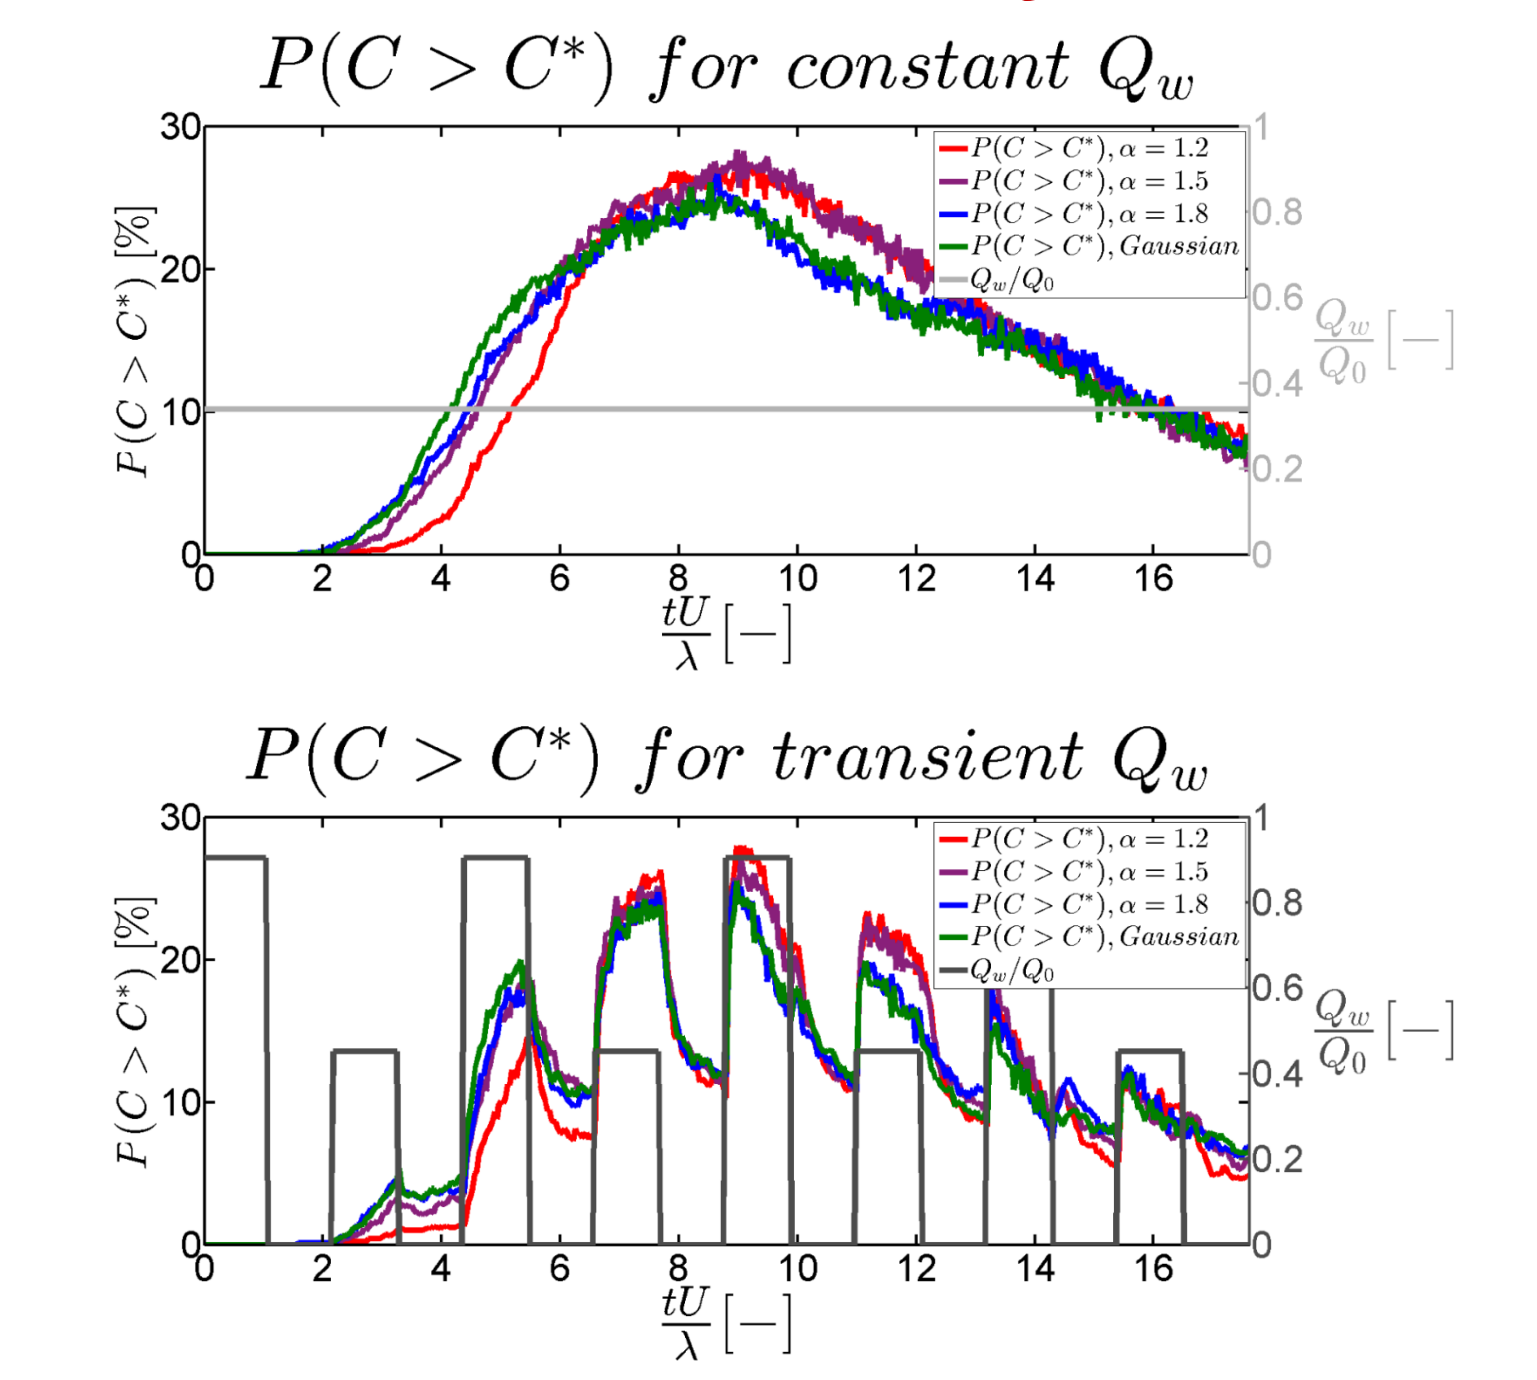 P(C > C*) for constant Q_w
30
20
10
0
P(C > C*) [%]
0 2 4 6 8 10 12 14 16
tU/λ [—]
1
0.8
0.6
0.4
0.2
0
Q_w/Q_0 [—]
P(C > C*), α = 1.2
P(C > C*), α = 1.5
P(C > C*), α = 1.8
P(C > C*), Gaussian
Q_w/Q_0
P(C > C*) for transient Q_w
30
20
10
0
P(C > C*) [%]
0 2 4 6 8 10 12 14 16
tU/λ [—]
1
0.8
0.6
0.4
0.2
0
Q_w/Q_0 [—]
P(C > C*), α = 1.2
P(C > C*), α = 1.5
P(C > C*), α = 1.8
P(C > C*), Gaussian
Q_w/Q_0